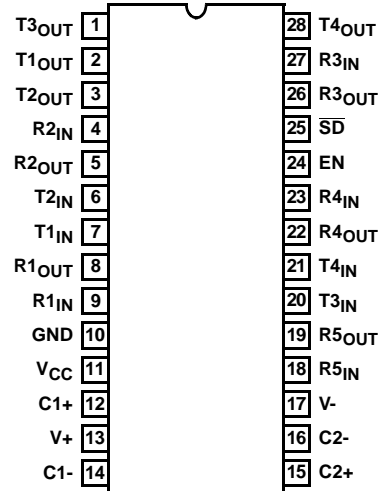 T3OUT 1 28 T4OUT
T1OUT 2 27 R3IN
T2OUT 3 26 R3OUT
R2IN 4 25 S̅D̅
R2OUT 5 24 EN
T2IN 6 23 R4IN
T1IN 7 22 R4OUT
R1OUT 8 21 T4IN
R1IN 9 20 T3IN
GND 10 19 R5OUT
VCC 11 18 R5IN
C1+ 12 17 V-
V+ 13 16 C2-
C1- 14 15 C2+